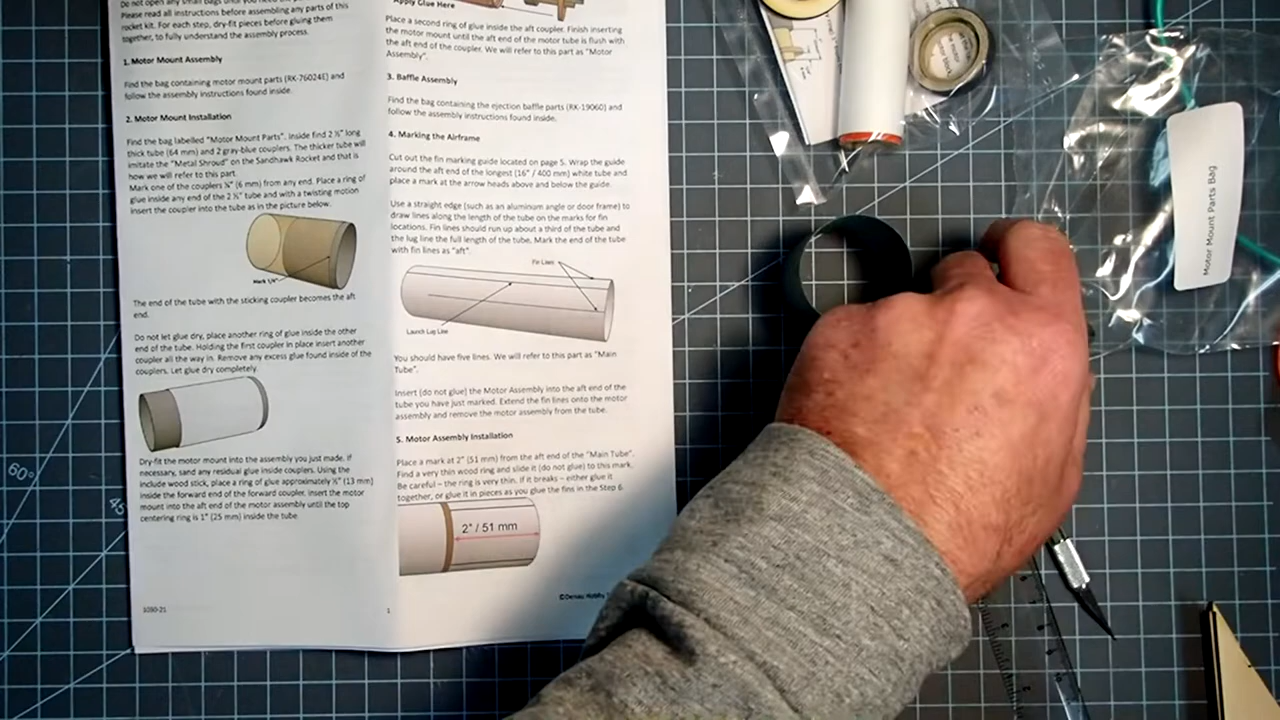 Do not open any small bags until you need the
Please read all instructions before assembling any parts of
rocket kit. For each step, dry-fit pieces before gluing them
together, to fully understand the assembly process.
1. Motor Mount Assembly
Find the bag containing motor mount parts (RK-76024E) and
follow the assembly instructions found inside.
2. Motor Mount Installation
Find the bag labelled "Motor Mount Parts". Inside find 2 ½" long
thick tube (64 mm) and 2 gray-blue couplers. The thicker tube will
imitate the "Metal Shroud" on the Sandhawk Rocket and that is
how we will refer to this part.
Mark one of the couplers ¼" (6 mm) from any end. Place a ring of
glue inside any end of the 2 ½" tube and with a twisting motion
insert the coupler into the tube as in the picture below.
Mark 1/4"
The end of the tube with the sticking coupler becomes the aft
end.
Do not let glue dry, place another ring of glue inside the other
end of the tube. Holding the first coupler in place insert another
coupler all the way in. Remove any excess glue found inside of the
couplers. Let glue dry completely.
Dry-fit the motor mount into the assembly you just made. If
necessary, sand any residual glue inside couplers. Using the
include wood stick, place a ring of glue approximately ½" (13 mm)
inside the forward end of the forward coupler. Insert the motor
mount into the aft end of the motor assembly until the top
centering ring is 1" (25 mm) inside the tube
1090-21
1
Apply Glue Here
Place a second ring of glue inside the aft coupler. Finish inserting
the motor mount until the aft end of the motor tube is flush with
the aft end of the coupler. We will refer to this part as "Motor
Assembly".
3. Baffle Assembly
Find the bag containing the ejection baffle parts (RK-19060) and
follow the assembly instructions found inside.
4. Marking the Airframe
Cut out the fin marking guide located on page 5. Wrap the guide
around the aft end of the longest (16" / 400 mm) white tube and
place a mark at the arrow heads above and below the guide.
Use a straight edge (such as an aluminum angle or door frame) to
draw lines along the length of the tube on the marks for fin
locations. Fin lines should run up about a third of the tube and
the lug line the full length of the tube. Mark the end of the tube
with fin lines as "aft".
Fin Lines
Launch Lug Line
You should have five lines. We will refer to this part as "Main
Tube".
Insert (do not glue) the Motor Assembly into the aft end of the
tube you have just marked. Extend the fin lines onto the motor
assembly and remove the motor assembly from the tube.
5. Motor Assembly Installation
Place a mark at 2" (51 mm) from the aft end of the "Main Tube".
Find a very this wood ring and slide it (do not glue) to this mark.
Be careful – the ring is very thin. If it breaks – either glue it
together, or glue it in pieces as you glue the fins in the Step 6.
2" / 51 mm
©Denau Hobby
Motor Mount Parts Bag
60°
45